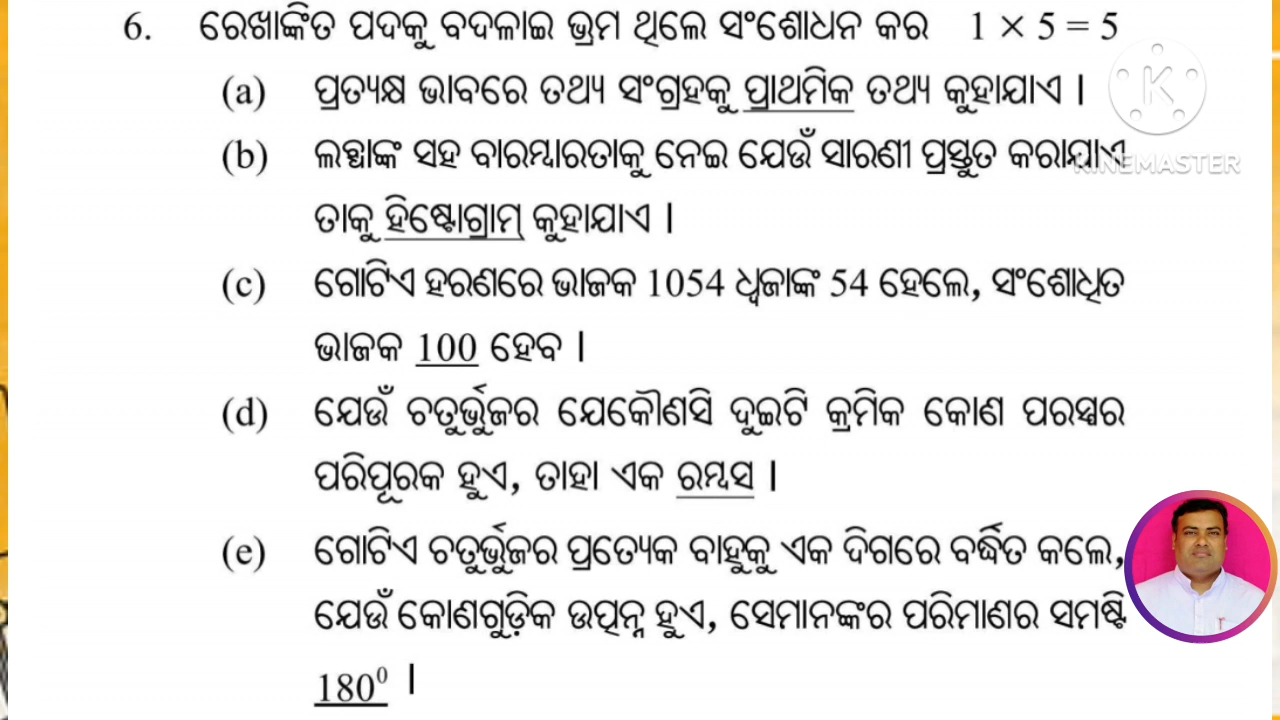 6. ରେଖାଙ୍କିତ ପଦକୁ ବଦଳାଇ ଭ୍ରମ ଥିଲେ ସଂଶୋଧନ କର 1 × 5 = 5
(a) ପ୍ରତ୍ୟକ୍ଷ ଭାବରେ ତଥ୍ୟ ସଂଗ୍ରହକୁ ପ୍ରାଥମିକ ତଥ୍ୟ କୁହାଯାଏ ।
(b) ଲବ୍ଧାଙ୍କ ସହ ବାରମ୍ବାରତାକୁ ନେଇ ଯେଉଁ ସାରଣୀ ପ୍ରସ୍ତୁତ କରାଯାଏ
KINEMASTER
ତାକୁ ହିଷ୍ଟୋଗ୍ରାମ୍ କୁହାଯାଏ ।
(c) ଗୋଟିଏ ହରଣରେ ଭାଜକ 1054 ଧ୍ୱଜାଙ୍କ 54 ହେଲେ, ସଂଶୋଧିତ
ଭାଜକ 100 ହେବ ।
(d) ଯେଉଁ ଚତୁର୍ଭୁଜର ଯେକୌଣସି ଦୁଇଟି କ୍ରମିକ କୋଣ ପରସ୍ପର
ପରିପୂରକ ହୁଏ, ତାହା ଏକ ରମ୍ବସ ।
(e) ଗୋଟିଏ ଚତୁର୍ଭୁଜର ପ୍ରତ୍ୟେକ ବାହୁକୁ ଏକ ଦିଗରେ ବର୍ଦ୍ଧିତ କଲେ,
ଯେଉଁ କୋଣଗୁଡ଼ିକ ଉତ୍ପନ୍ନ ହୁଏ, ସେମାନଙ୍କର ପରିମାଣର ସମଷ୍ଟି
180⁰ ।